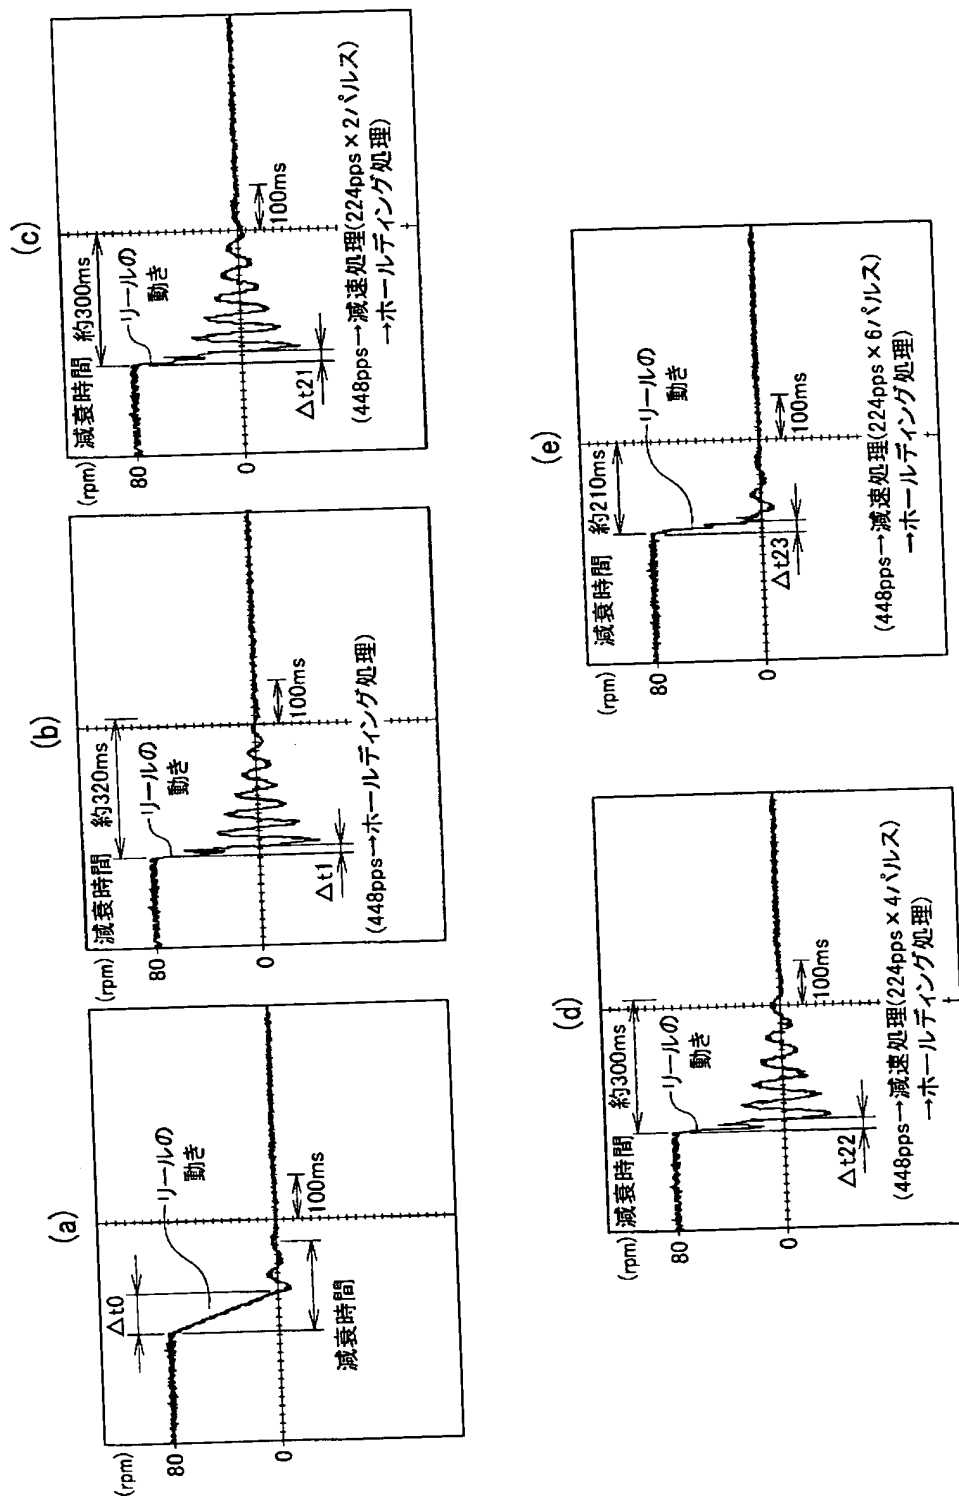 (a)
(rpm)
80
0
△t0
リールの
動き
100ms
減衰時間
(b)
(rpm)
減衰時間 約320ms
80
0
リールの
動き
100ms
△t1
(448pps→ホールディング処理)
(c)
(rpm)
減衰時間 約300ms
80
0
リールの
動き
100ms
△t21
(448pps→減速処理(224pps×2パルス)
→ホールディング処理)
(d)
(rpm)
減衰時間 約300ms
80
0
リールの
動き
100ms
△t22
(448pps→減速処理(224pps×4パルス)
→ホールディング処理)
(e)
(rpm)
減衰時間 約210ms
80
0
リールの
動き
100ms
△t23
(448pps→減速処理(224pps×6パルス)
→ホールディング処理)